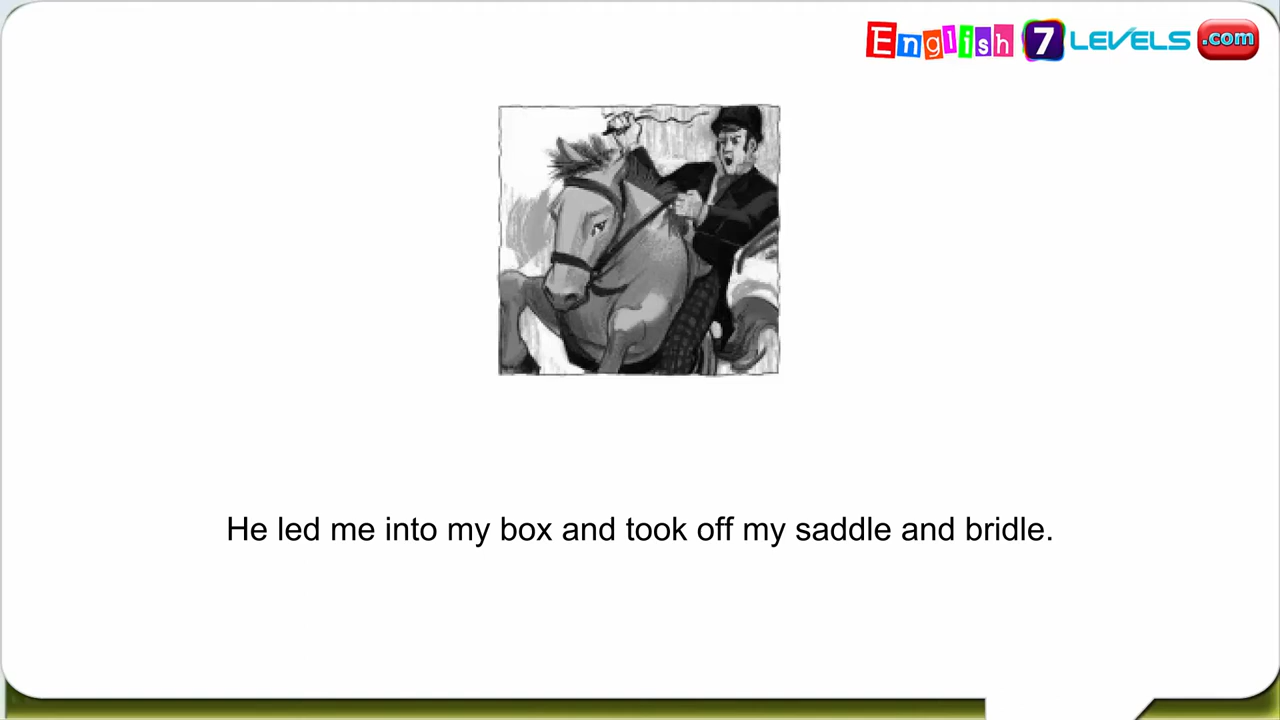 English 7 LEVELS .com
He led me into my box and took off my saddle and bridle.